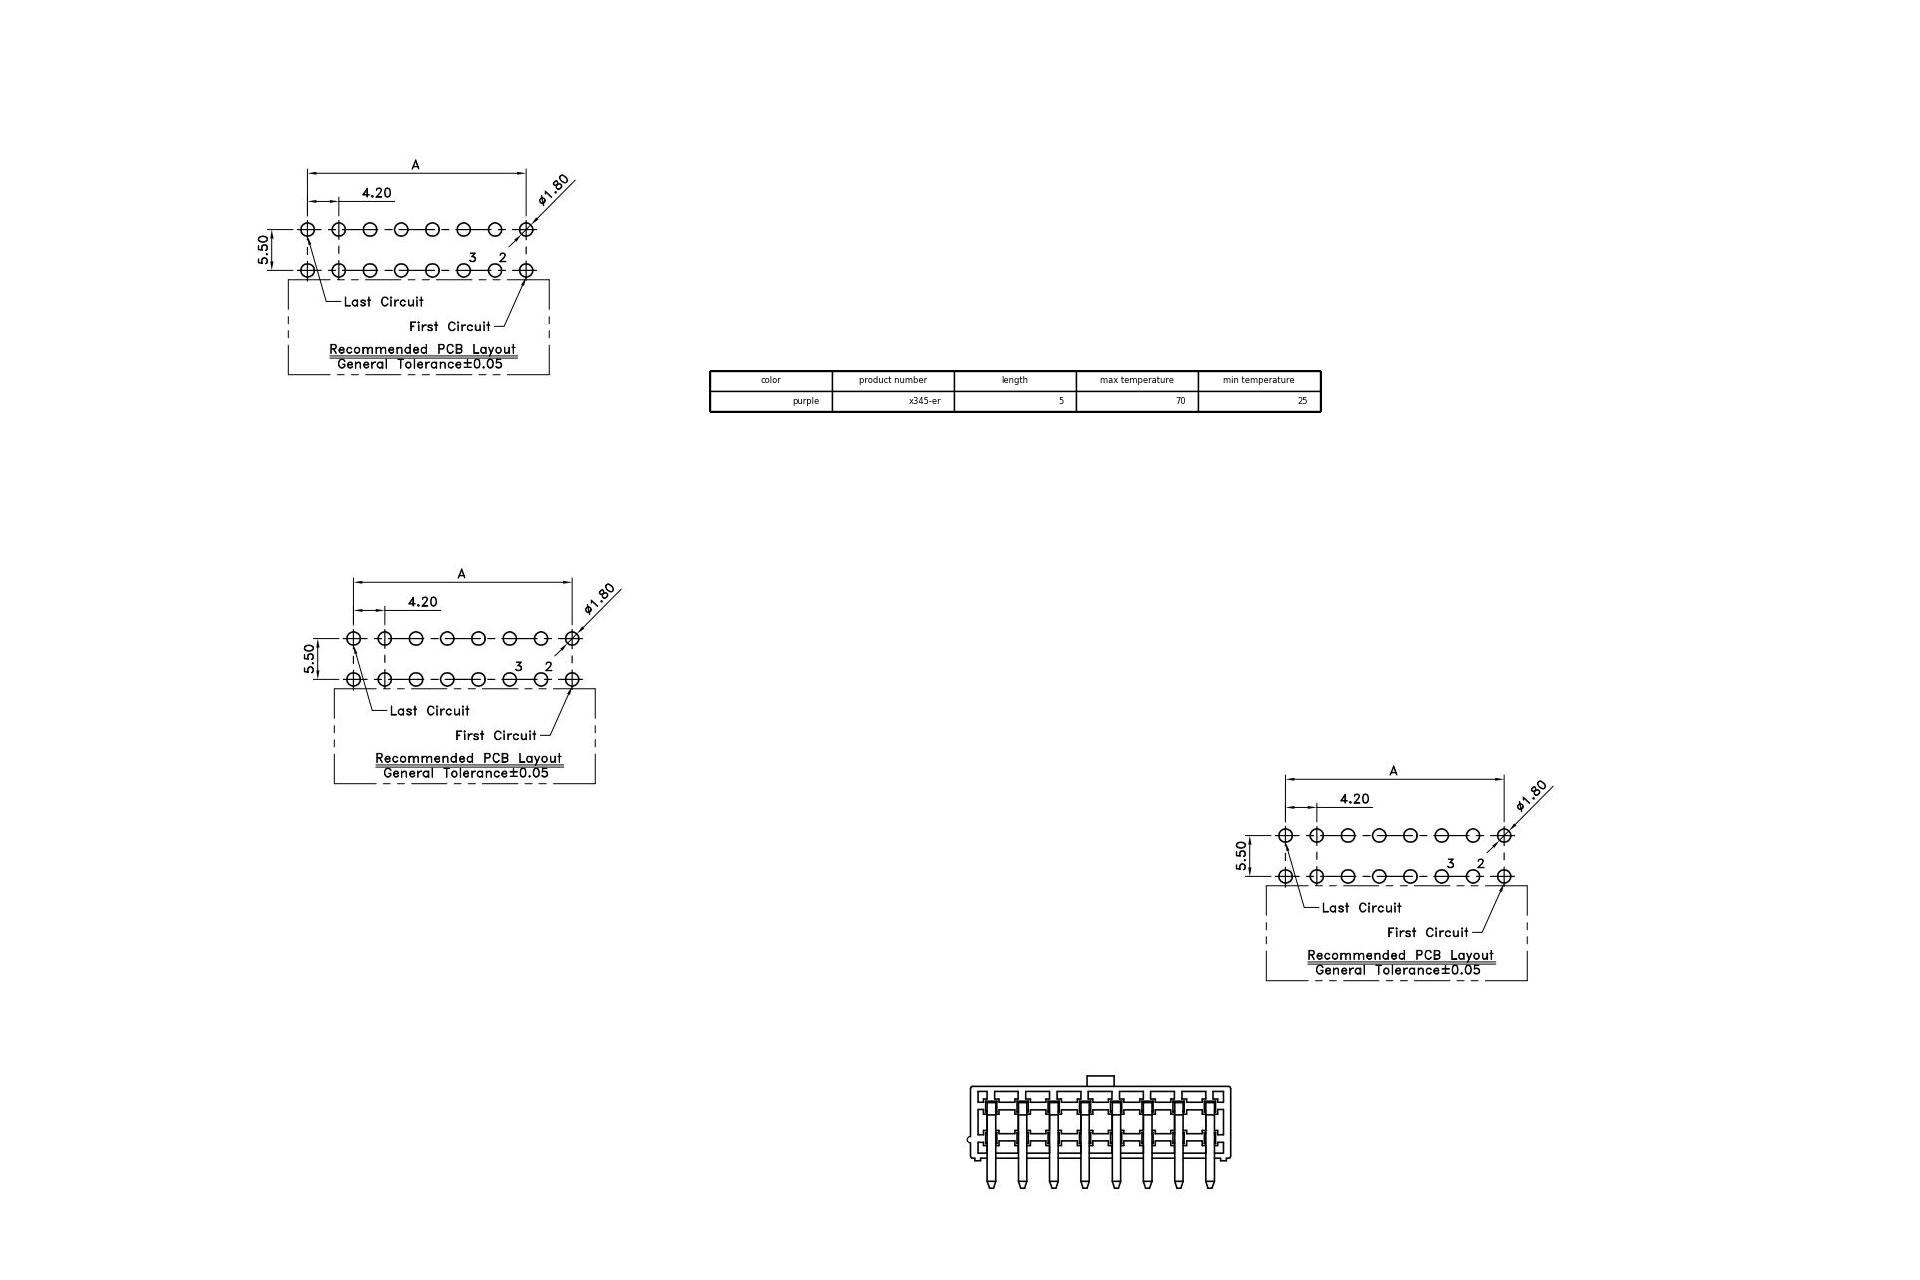 A
4.20
ø1.80
5.50
3 2
Last Circuit
First Circuit
Recommended PCB Layout
General Tolerance±0.05
color product number length max temperature min temperature
purple x345-er 5 70 25
A
4.20
ø1.80
5.50
3 2
Last Circuit
First Circuit
Recommended PCB Layout
General Tolerance±0.05
A
4.20
ø1.80
5.50
3 2
Last Circuit
First Circuit
Recommended PCB Layout
General Tolerance±0.05